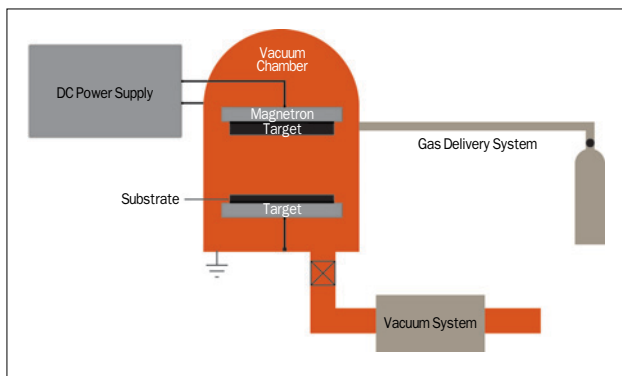 Vacuum
Chamber
DC Power Supply
Magnetron
Target
Gas Delivery System
Substrate
Target
Vacuum System